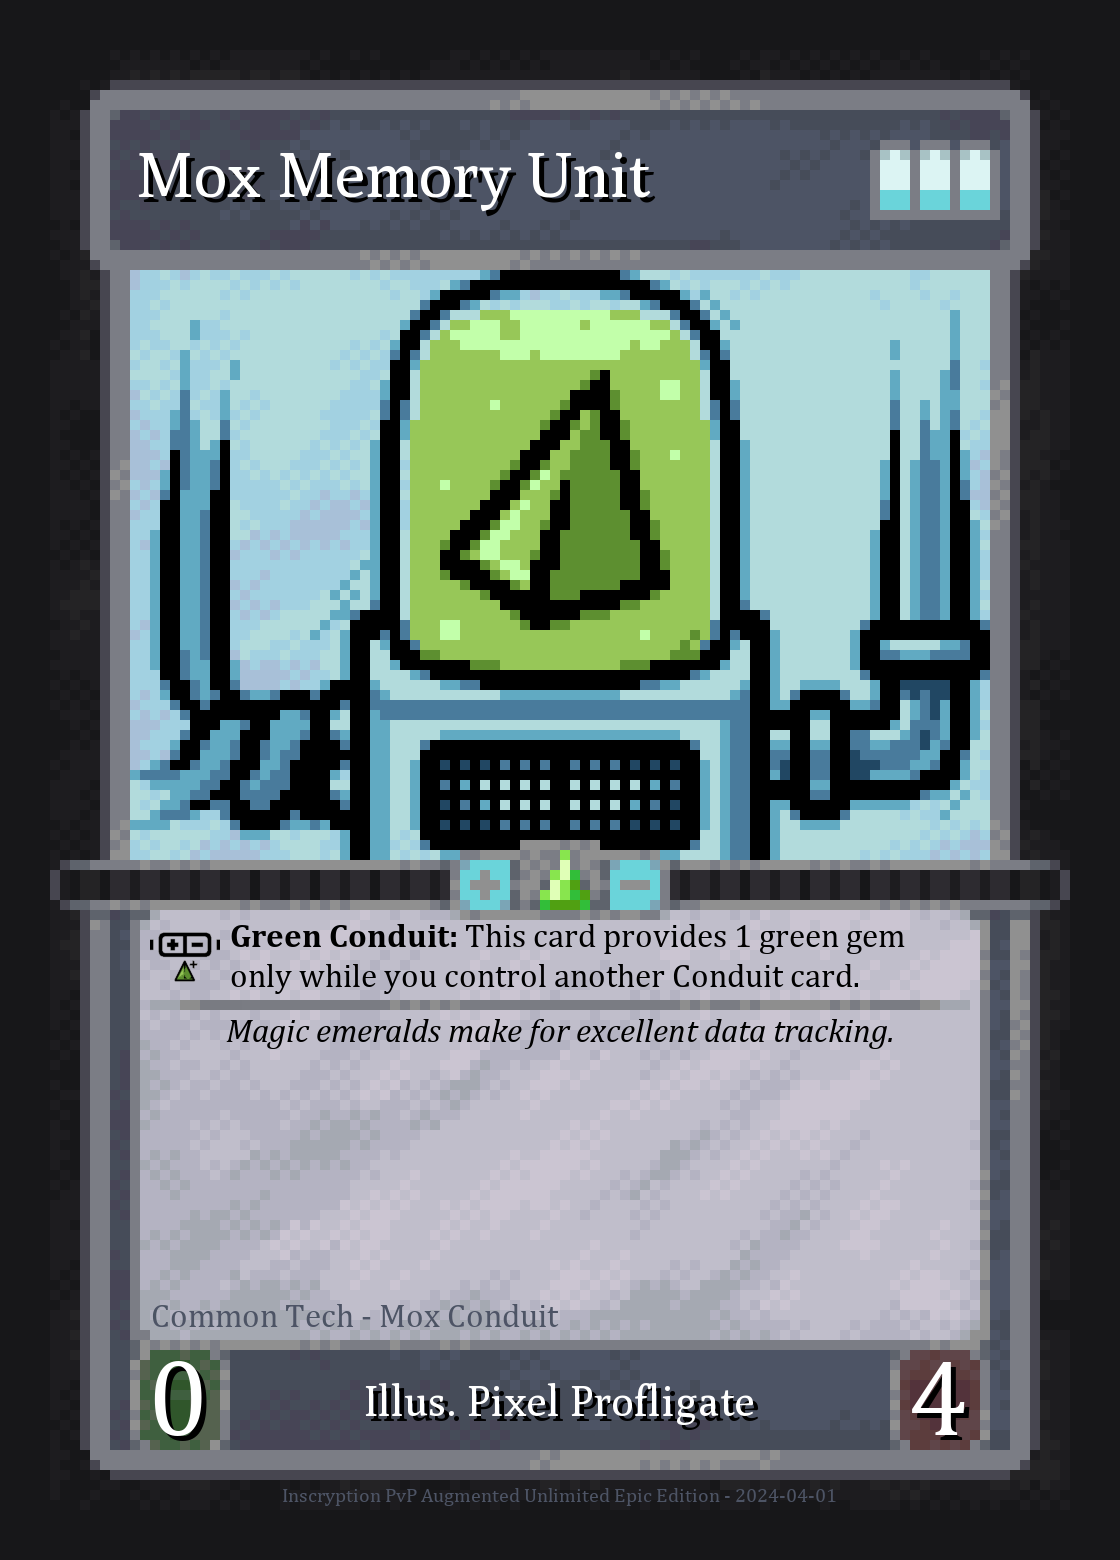 Mox Memory Unit
Green Conduit: This card provides 1 green gem
only while you control another Conduit card.
Magic emeralds make for excellent data tracking.
Common Tech - Mox Conduit
0
Illus. Pixel Profligate
4
Inscryption PvP Augmented Unlimited Epic Edition - 2024-04-01